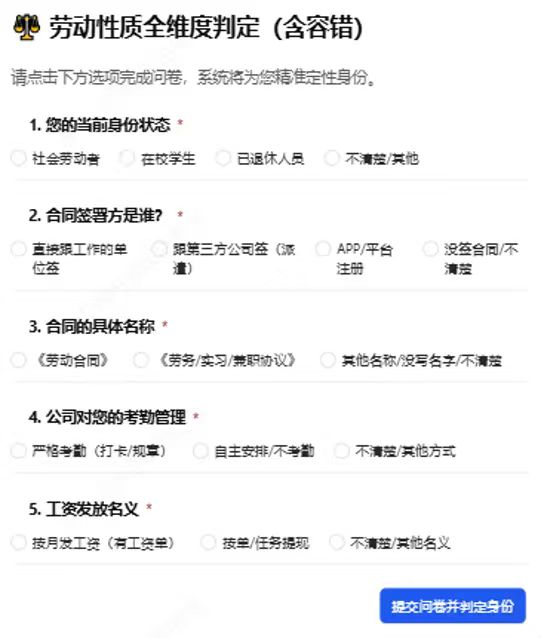 劳动性质全维度判定（含容错）
请点击下方选项完成问卷，系统将为您精准定性身份。
1. 您的当前身份状态 *
社会劳动者 在校学生 已退休人员 不清楚/其他
2. 合同签署方是谁？ *
直接跟工作的单 跟第三方公司签（派 APP/平台 没签合同/不
位签 遣） 注册 清楚
3. 合同的具体名称 *
《劳动合同》 《劳务/实习/兼职协议》 其他名称/没写名字/不清楚
4. 公司对您的考勤管理 *
严格考勤（打卡/规章） 自主安排/不考勤 不清楚/其他方式
5. 工资发放名义 *
按月发工资（有工资单） 按单/任务提现 不清楚/其他名义
提交问卷并判定身份